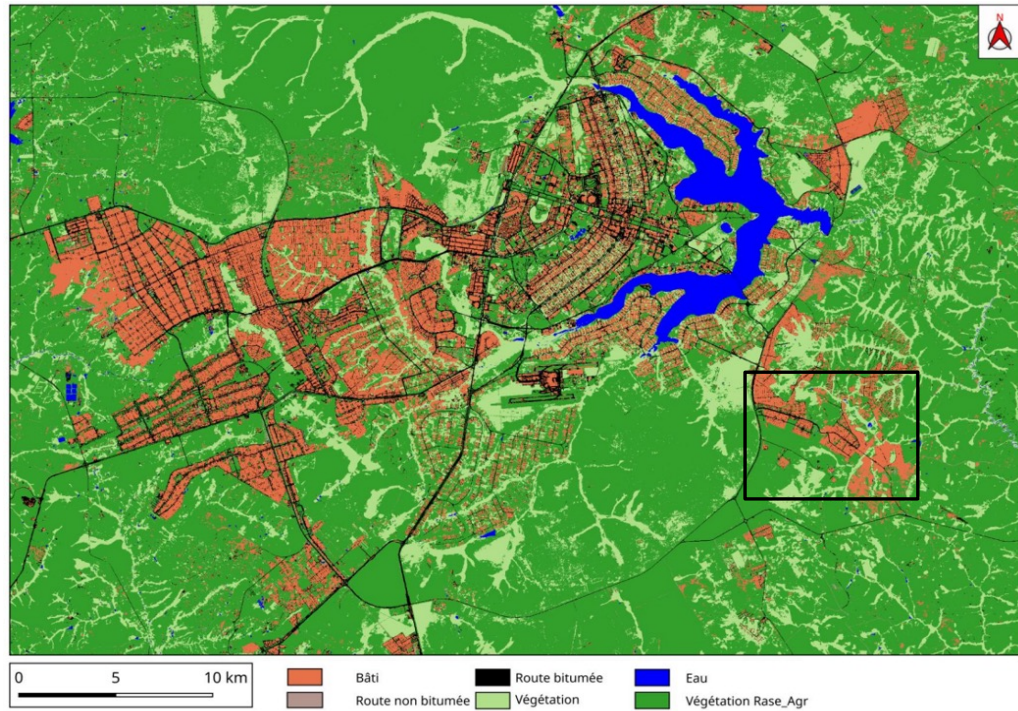 N
0 5 10 km
Bâti Route bitumée Eau
Route non bitumée Végétation Végétation Rase_Agr